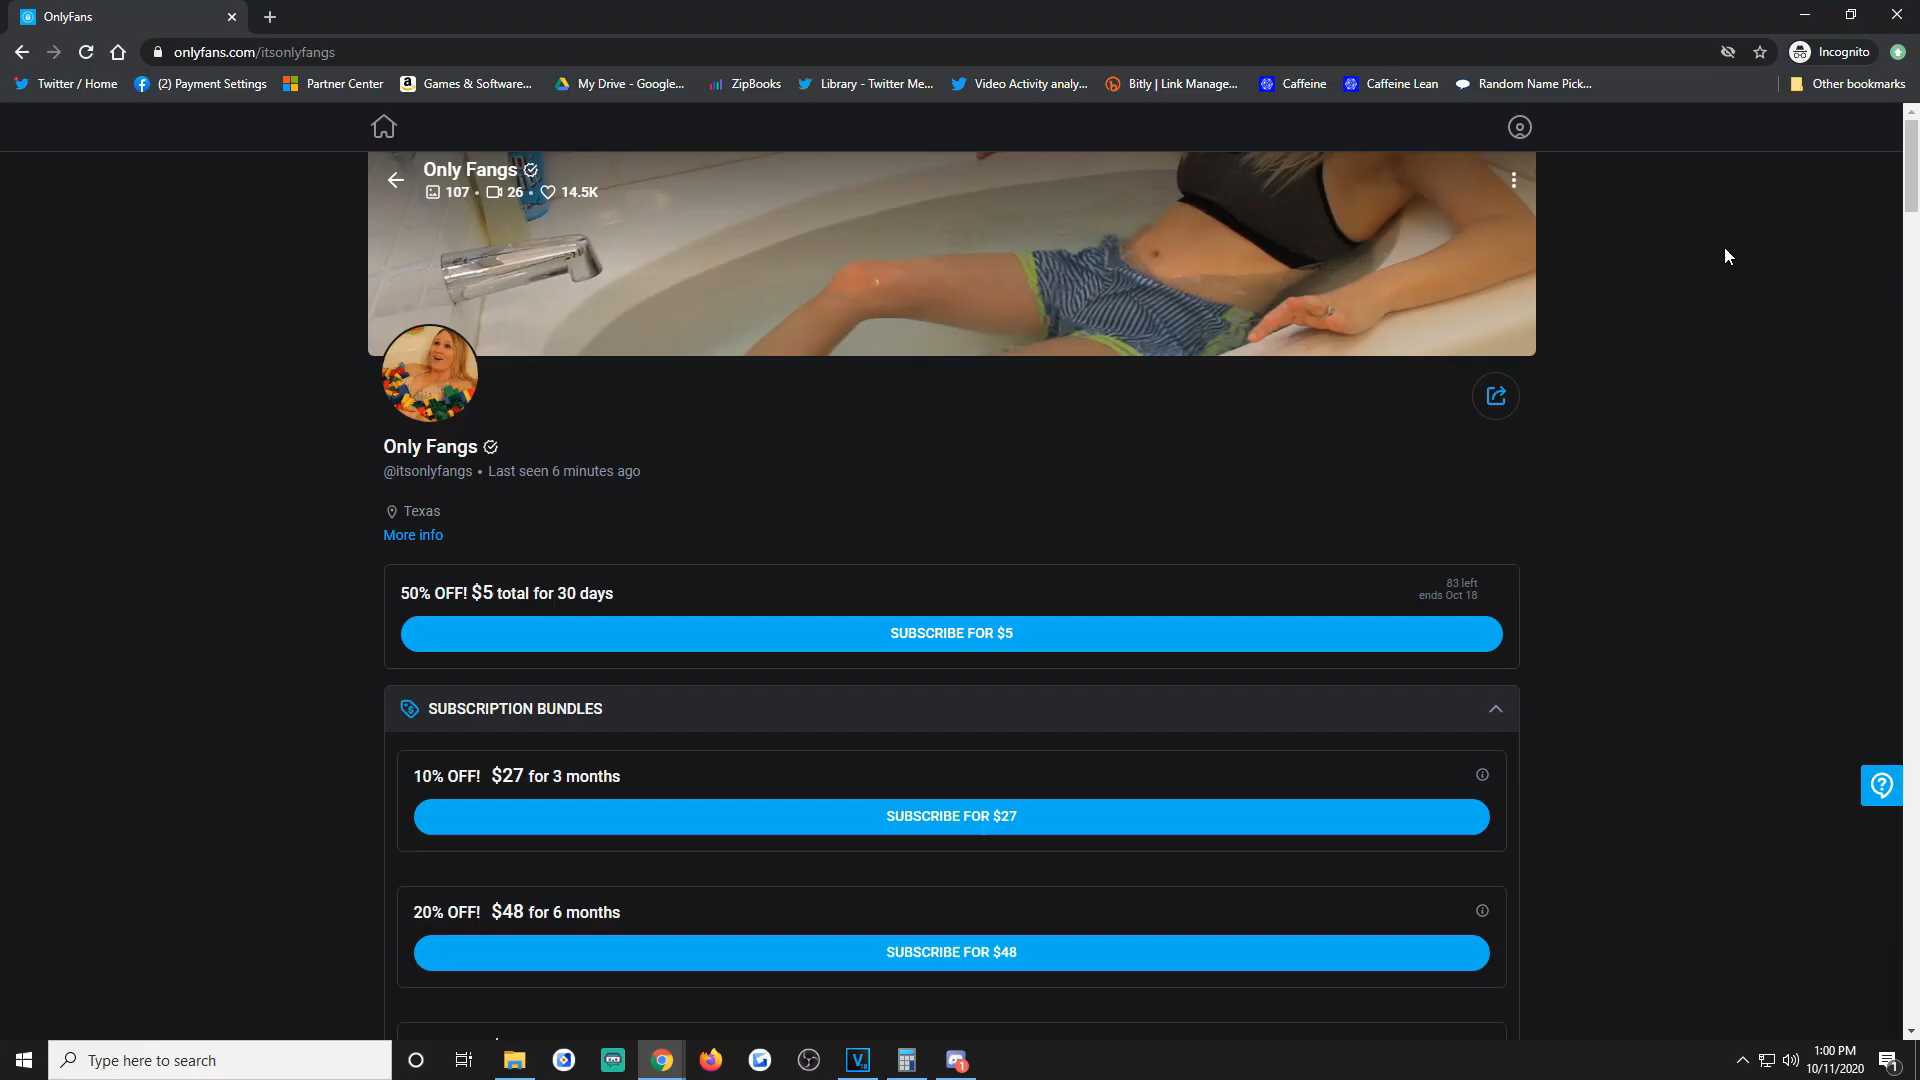 OnlyFans
onlyfans.com/itsonlyfangs
Incognito
Twitter / Home
(2) Payment Settings
Partner Center
Games & Software...
My Drive - Google...
ZipBooks
Library - Twitter Me...
Video Activity analy...
Bitly | Link Manage...
Caffeine
Caffeine Lean
Random Name Pick...
Other bookmarks
Only Fangs
107 • 26 • 14.5K
Only Fangs
@itsonlyfangs • Last seen 6 minutes ago
Texas
More info
50% OFF! $5 total for 30 days
83 left
ends Oct 18
SUBSCRIBE FOR $5
SUBSCRIPTION BUNDLES
10% OFF! $27 for 3 months
SUBSCRIBE FOR $27
20% OFF! $48 for 6 months
SUBSCRIBE FOR $48
Type here to search
1
1:00 PM
10/11/2020
1